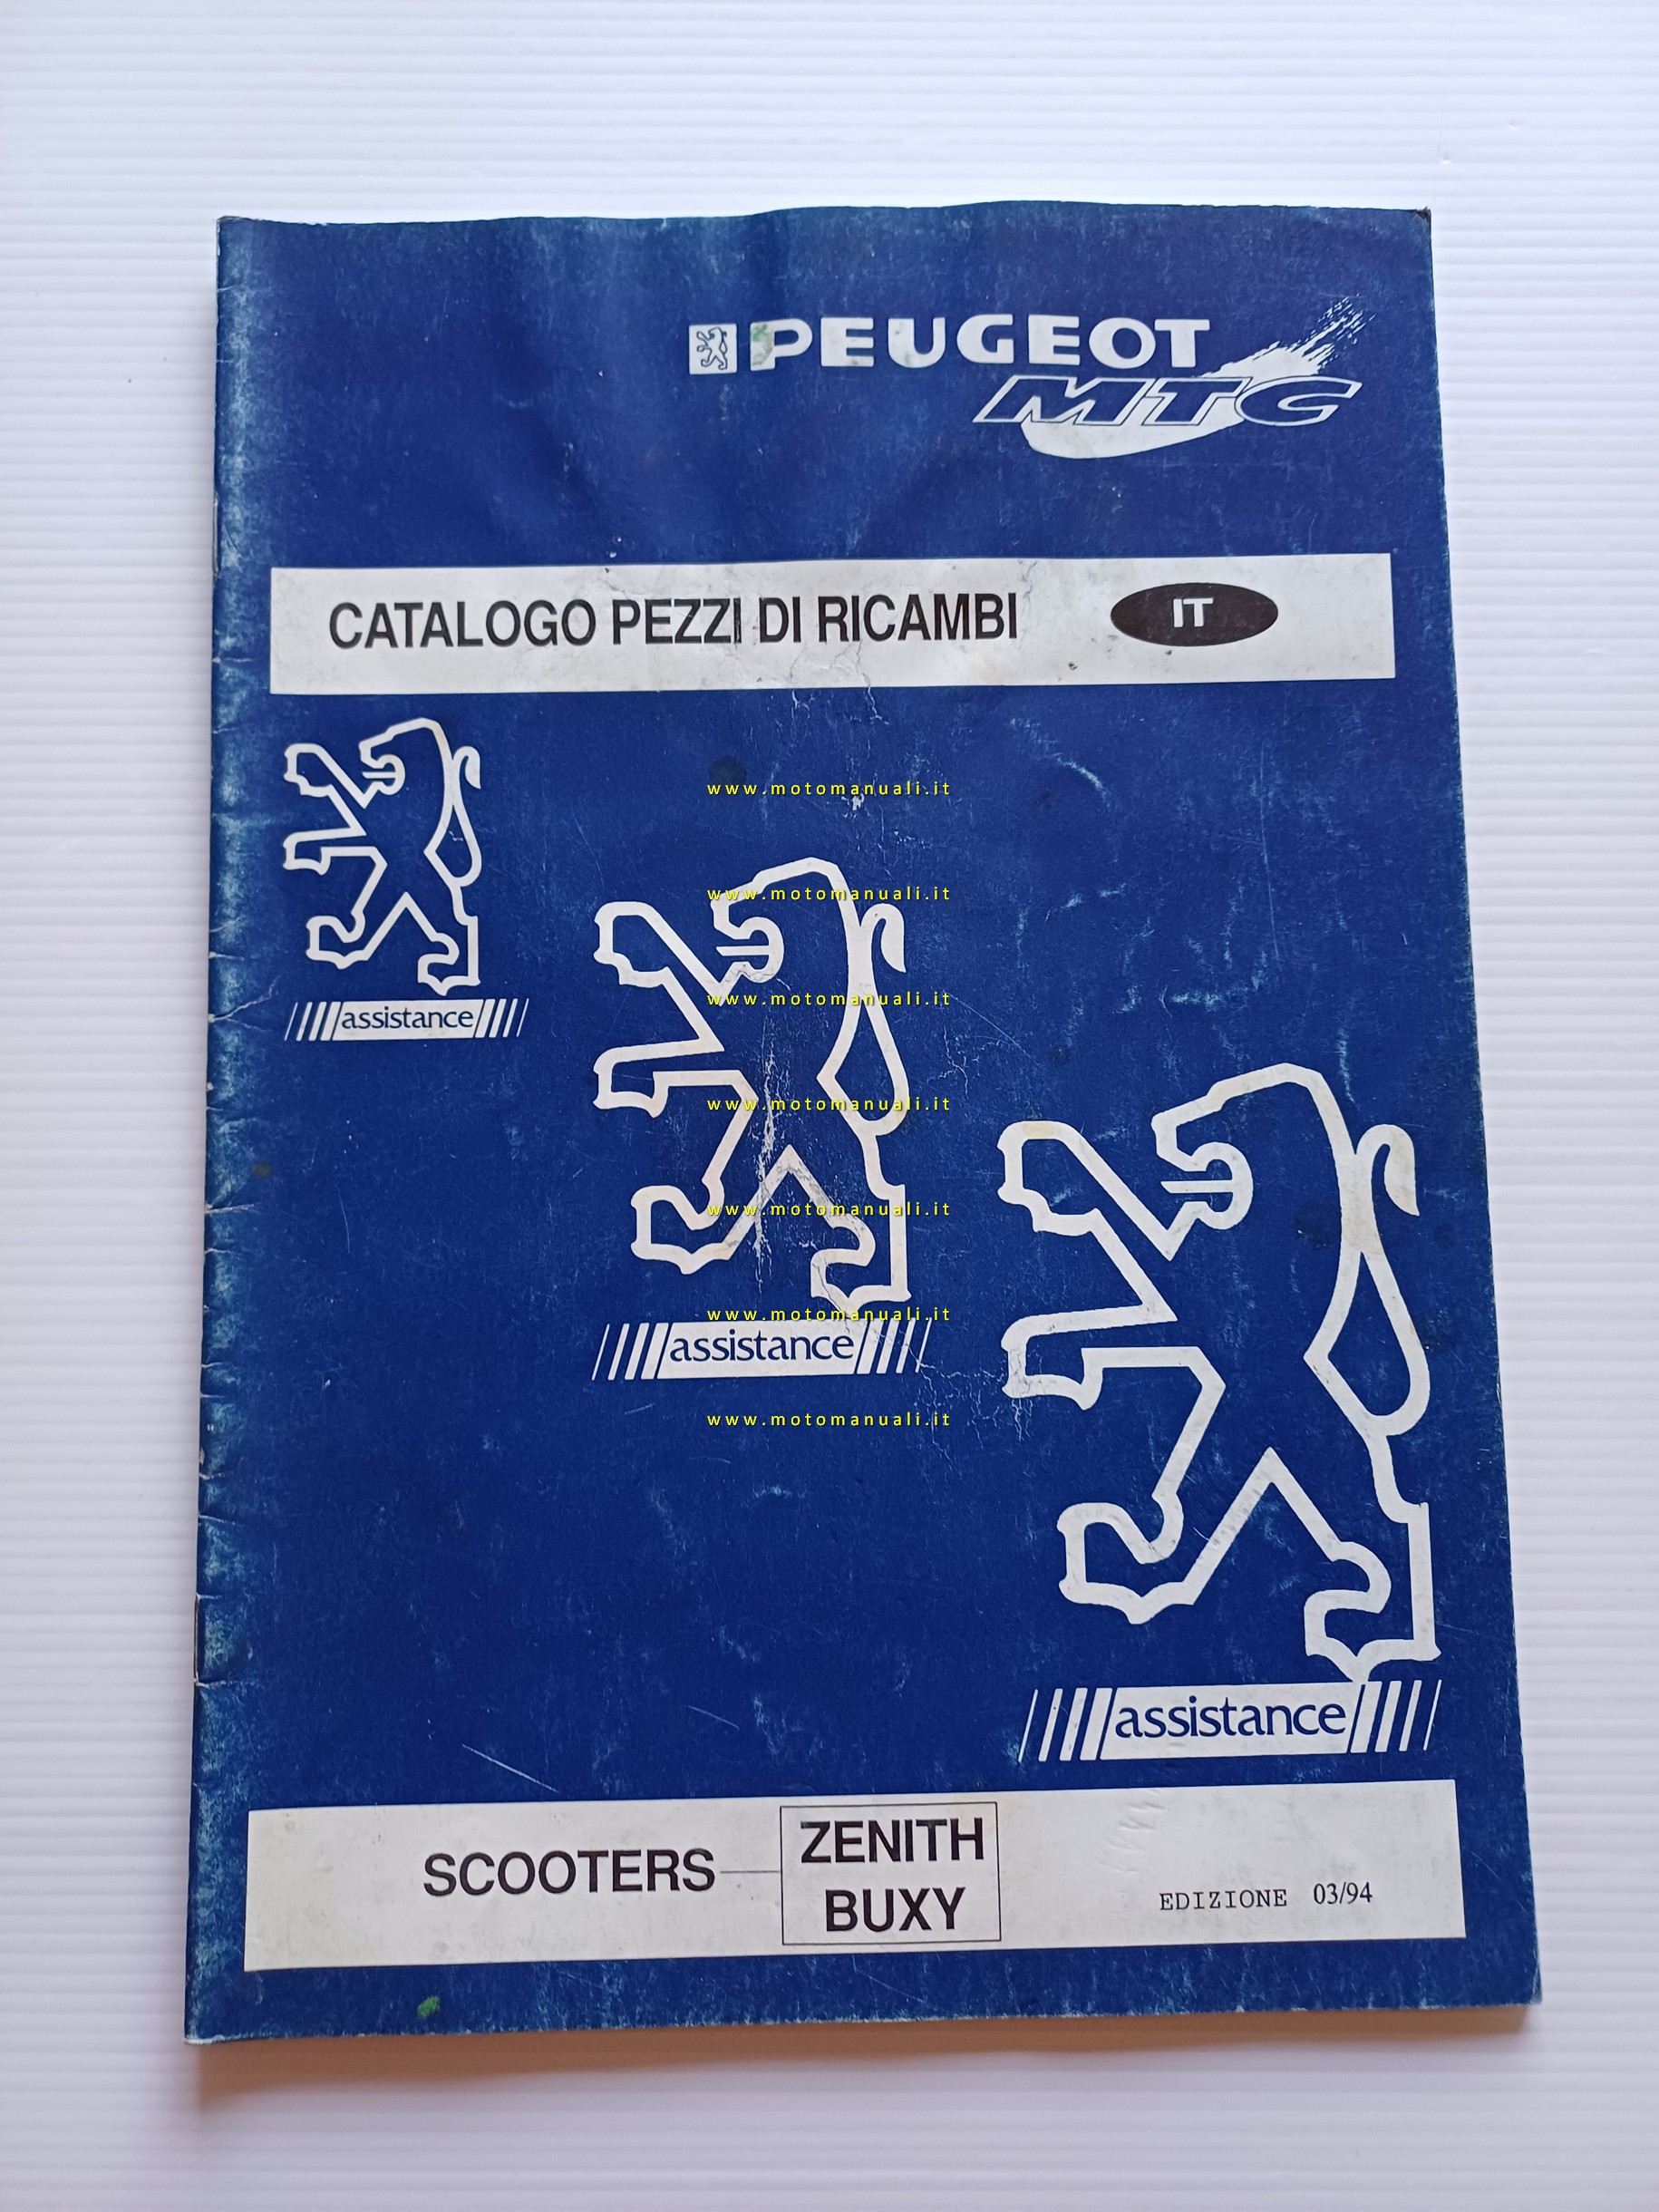 PEUGEOT
MTC
CATALOGO PEZZI DI RICAMBI IT
www.motomanuali.it
www.motomanuali.it
www.motomanuali.it
assistance
www.motomanuali.it
www.motomanuali.it
www.motomanuali.it
assistance
www.motomanuali.it
assistance
SCOOTERS
ZENITH
BUXY
EDIZIONE 03/94